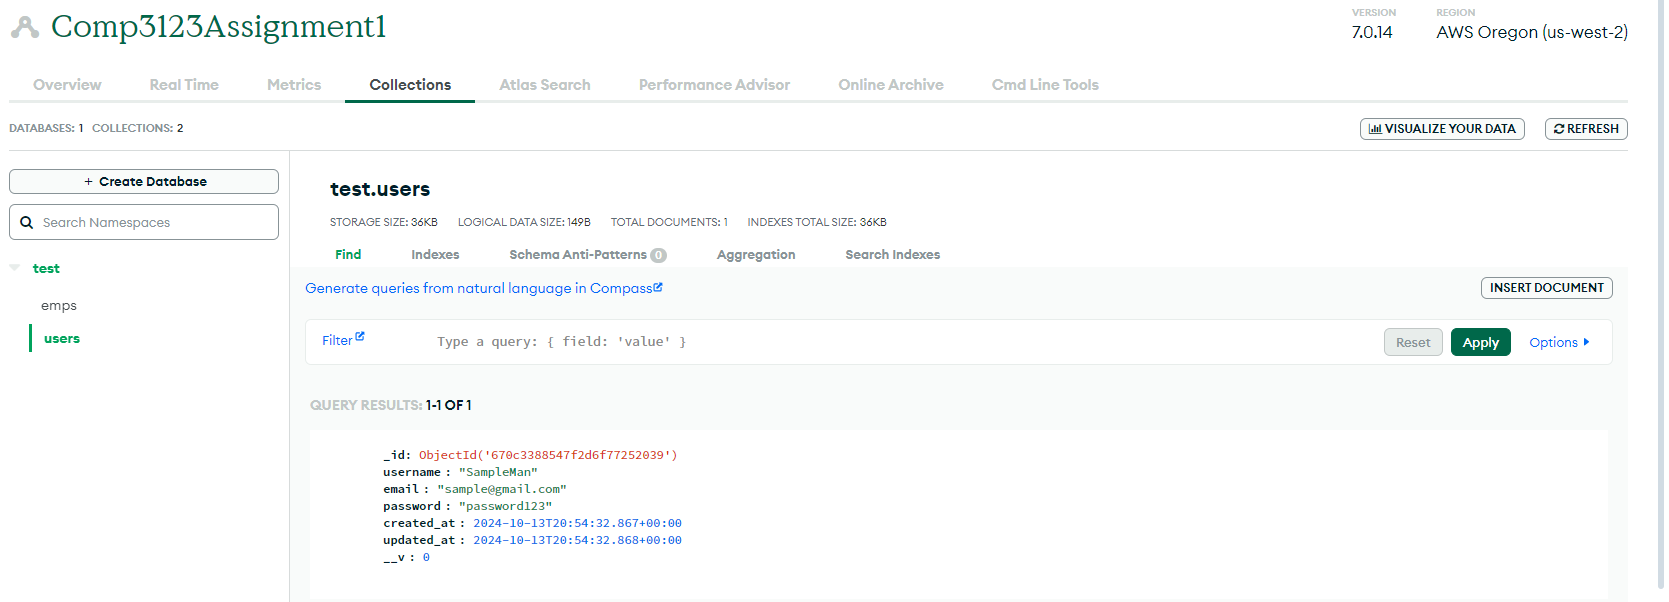 Comp3123Assignment1
VERSION
7.0.14
REGION
AWS Oregon (us-west-2)
Overview
Real Time
Metrics
Collections
Atlas Search
Performance Advisor
Online Archive
Cmd Line Tools
DATABASES: 1 COLLECTIONS: 2
VISUALIZE YOUR DATA
REFRESH
+ Create Database
Search Namespaces
test
emps
users
test.users
STORAGE SIZE: 36KB LOGICAL DATA SIZE: 149B TOTAL DOCUMENTS: 1 INDEXES TOTAL SIZE: 36KB
Find
Indexes
Schema Anti-Patterns 0
Aggregation
Search Indexes
Generate queries from natural language in Compass
INSERT DOCUMENT
Filter
Type a query: { field: 'value' }
Reset
Apply
Options
QUERY RESULTS: 1-1 OF 1
_id: ObjectId('670c3388547f2d6f77252039')
username : "SampleMan"
email : "sample@gmail.com"
password : "password123"
created_at : 2024-10-13T20:54:32.867+00:00
updated_at : 2024-10-13T20:54:32.868+00:00
__v : 0